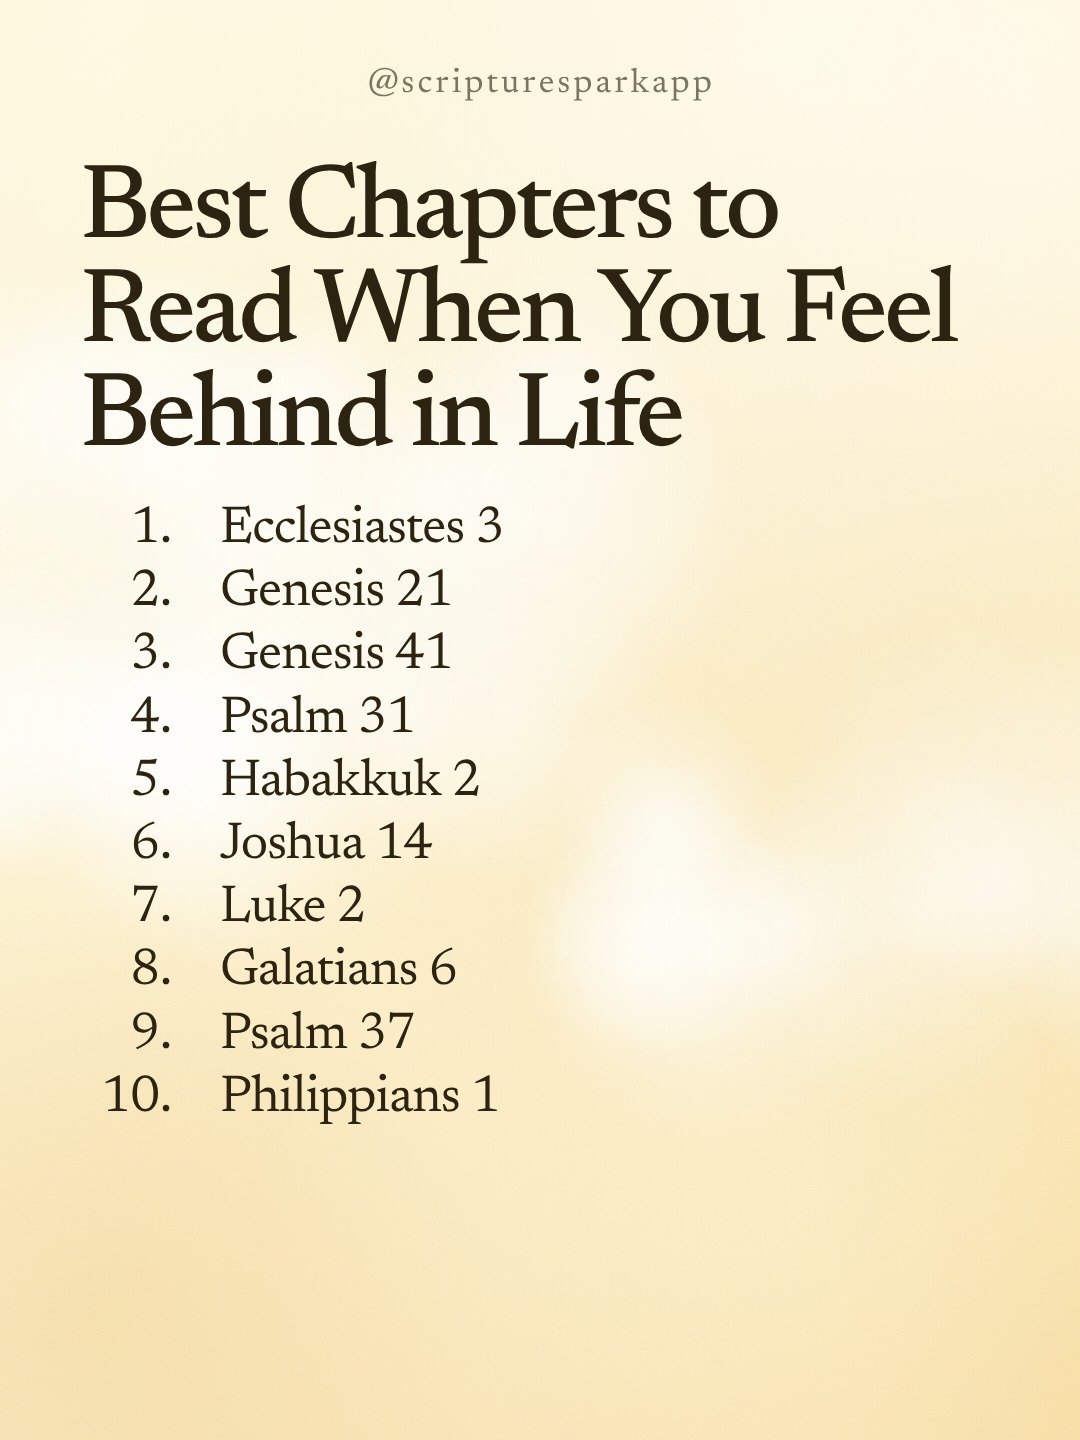 @scripturesparkapp
Best Chapters to
Read When You Feel
Behind in Life
1. Ecclesiastes 3
2. Genesis 21
3. Genesis 41
4. Psalm 31
5. Habakkuk 2
6. Joshua 14
7. Luke 2
8. Galatians 6
9. Psalm 37
10. Philippians 1